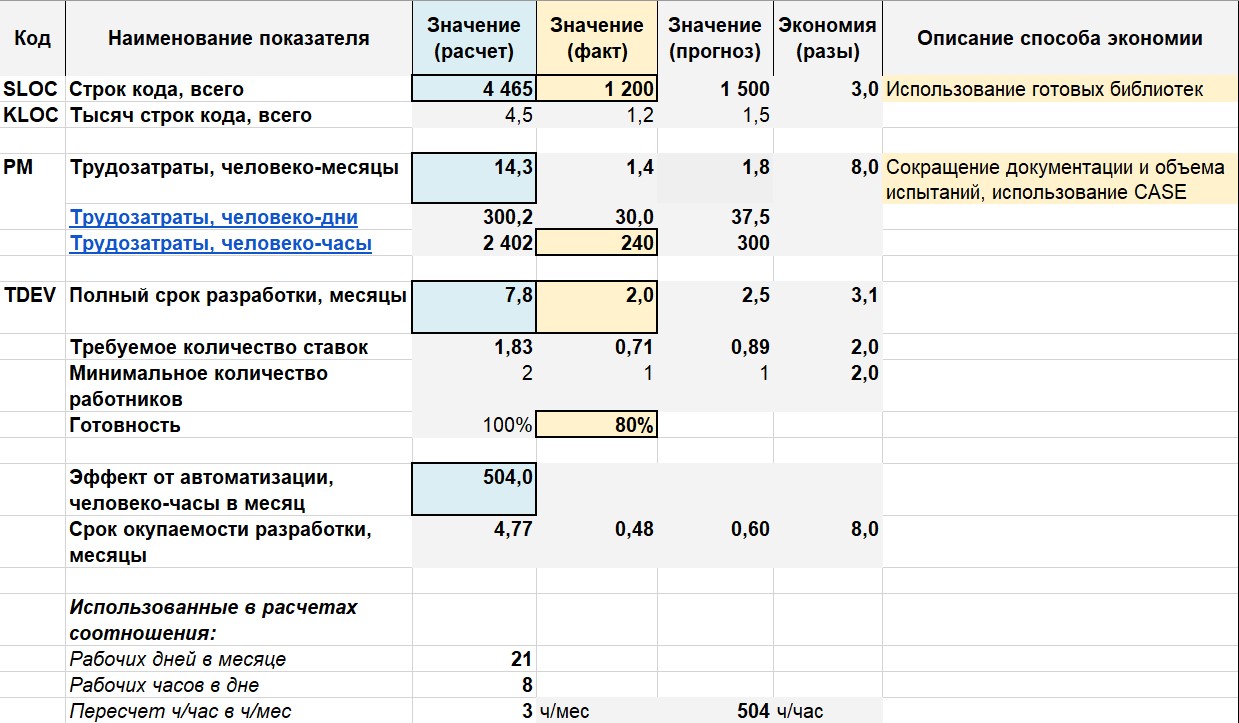 Код Наименование показателя Значение (расчет) Значение (факт) Значение (прогноз) Экономия (разы) Описание способа экономии
SLOC Строк кода, всего 4 465 1 200 1 500 3,0 Использование готовых библиотек
KLOC Тысяч строк кода, всего 4,5 1,2 1,5
PM Трудозатраты, человеко-месяцы 14,3 1,4 1,8 8,0 Сокращение документации и объема
испытаний, использование CASE
Трудозатраты, человеко-дни 300,2 30,0 37,5
Трудозатраты, человеко-часы 2 402 240 300
TDEV Полный срок разработки, месяцы 7,8 2,0 2,5 3,1
Требуемое количество ставок 1,83 0,71 0,89 2,0
Минимальное количество 2 1 1 2,0
работников
Готовность 100% 80%
Эффект от автоматизации, 504,0
человеко-часы в месяц
Срок окупаемости разработки, 4,77 0,48 0,60 8,0
месяцы
Использованные в расчетах
соотношения:
Рабочих дней в месяце 21
Рабочих часов в дне 8
Пересчет ч/час в ч/мес 3 ч/мес 504 ч/час